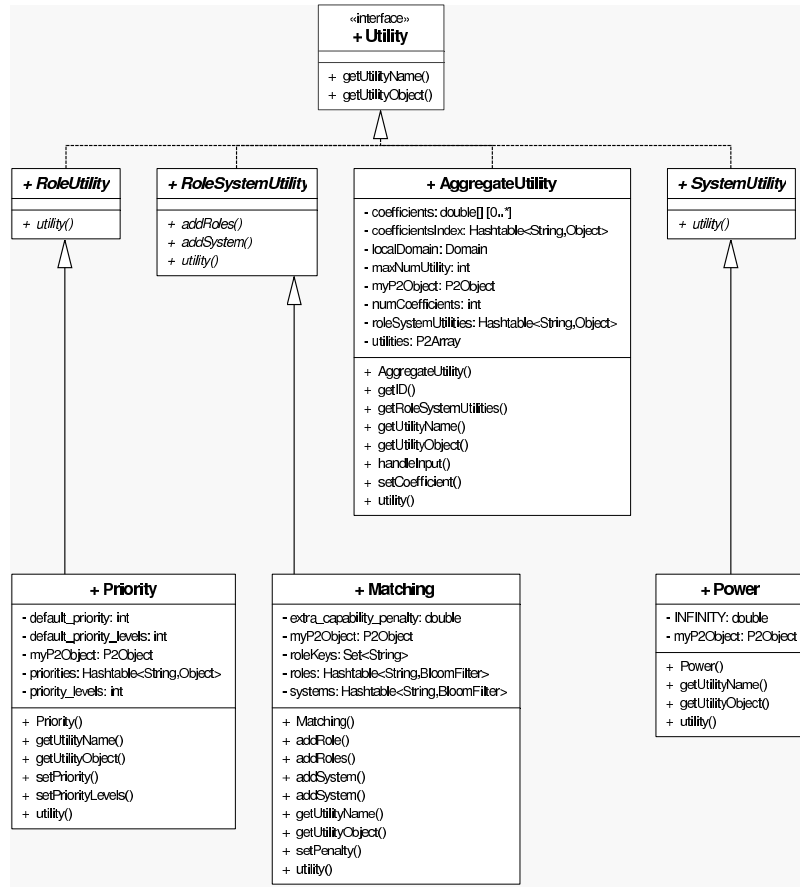 «interface»
+ Utility
+ getUtilityName()
+ getUtilityObject()
+ RoleUtility
+ utility()
+ RoleSystemUtility
+ addRoles()
+ addSystem()
+ utility()
+ AggregateUtility
- coefficients: double[] [0..*]
- coefficientsIndex: Hashtable<String,Object>
- localDomain: Domain
- maxNumUtility: int
- myP2Object: P2Object
- numCoefficients: int
- roleSystemUtilities: Hashtable<String,Object>
- utilities: P2Array
+ AggregateUtility()
+ getID()
+ getRoleSystemUtilities()
+ getUtilityName()
+ getUtilityObject()
+ handleInput()
+ setCoefficient()
+ utility()
+ SystemUtility
+ utility()
+ Priority
- default_priority: int
- default_priority_levels: int
- myP2Object: P2Object
- priorities: Hashtable<String,Object>
- priority_levels: int
+ Priority()
+ getUtilityName()
+ getUtilityObject()
+ setPriority()
+ setPriorityLevels()
+ utility()
+ Matching
- extra_capability_penalty: double
- myP2Object: P2Object
- roleKeys: Set<String>
- roles: Hashtable<String,BloomFilter>
- systems: Hashtable<String,BloomFilter>
+ Matching()
+ addRole()
+ addRoles()
+ addSystem()
+ addSystem()
+ getUtilityName()
+ getUtilityObject()
+ setPenalty()
+ utility()
+ Power
- INFINITY: double
- myP2Object: P2Object
+ Power()
+ getUtilityName()
+ getUtilityObject()
+ utility()